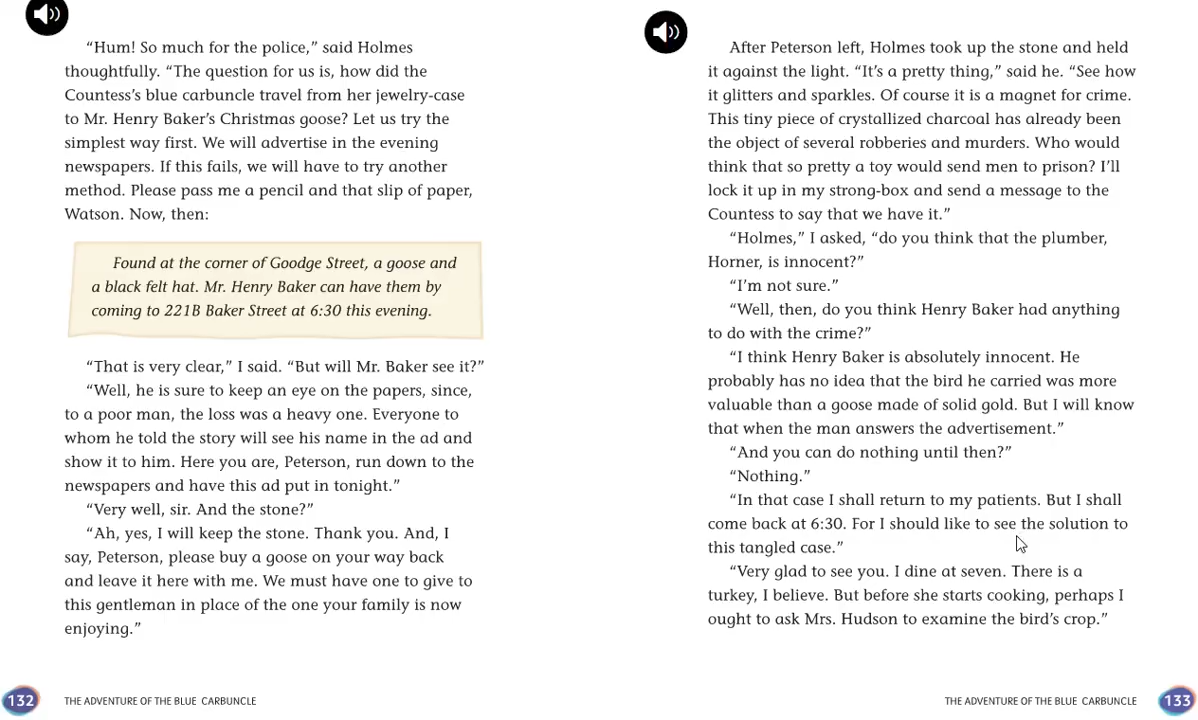 “Hum! So much for the police,” said Holmes
thoughtfully. “The question for us is, how did the
Countess’s blue carbuncle travel from her jewelry-case
to Mr. Henry Baker’s Christmas goose? Let us try the
simplest way first. We will advertise in the evening
newspapers. If this fails, we will have to try another
method. Please pass me a pencil and that slip of paper,
Watson. Now, then:
Found at the corner of Goodge Street, a goose and
a black felt hat. Mr. Henry Baker can have them by
coming to 221B Baker Street at 6:30 this evening.
“That is very clear,” I said. “But will Mr. Baker see it?”
“Well, he is sure to keep an eye on the papers, since,
to a poor man, the loss was a heavy one. Everyone to
whom he told the story will see his name in the ad and
show it to him. Here you are, Peterson, run down to the
newspapers and have this ad put in tonight.”
“Very well, sir. And the stone?”
“Ah, yes, I will keep the stone. Thank you. And, I
say, Peterson, please buy a goose on your way back
and leave it here with me. We must have one to give to
this gentleman in place of the one your family is now
enjoying.”
132 THE ADVENTURE OF THE BLUE CARBUNCLE
After Peterson left, Holmes took up the stone and held
it against the light. “It’s a pretty thing,” said he. “See how
it glitters and sparkles. Of course it is a magnet for crime.
This tiny piece of crystallized charcoal has already been
the object of several robberies and murders. Who would
think that so pretty a toy would send men to prison? I’ll
lock it up in my strong-box and send a message to the
Countess to say that we have it.”
“Holmes,” I asked, “do you think that the plumber,
Horner, is innocent?”
“I’m not sure.”
“Well, then, do you think Henry Baker had anything
to do with the crime?”
“I think Henry Baker is absolutely innocent. He
probably has no idea that the bird he carried was more
valuable than a goose made of solid gold. But I will know
that when the man answers the advertisement.”
“And you can do nothing until then?”
“Nothing.”
“In that case I shall return to my patients. But I shall
come back at 6:30. For I should like to see the solution to
this tangled case.”
“Very glad to see you. I dine at seven. There is a
turkey, I believe. But before she starts cooking, perhaps I
ought to ask Mrs. Hudson to examine the bird’s crop.”
THE ADVENTURE OF THE BLUE CARBUNCLE 133